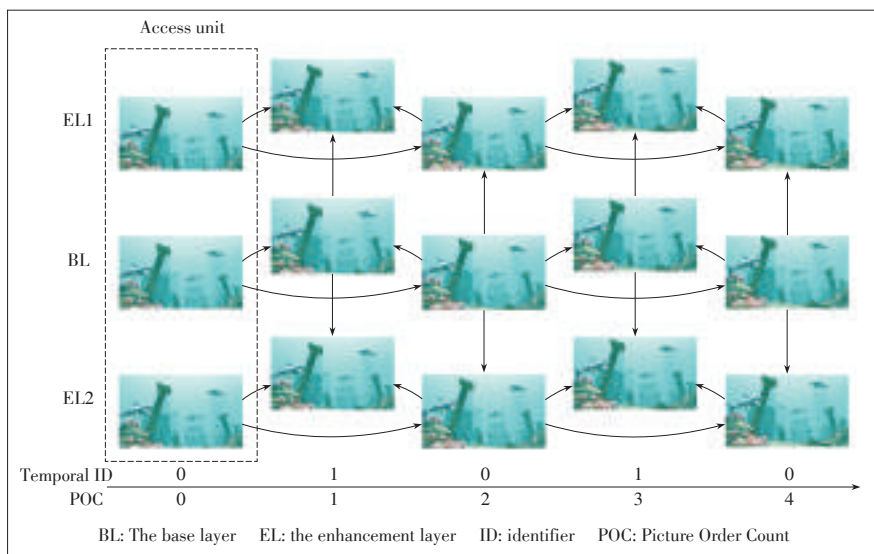 Access unit
EL1
BL
EL2
Temporal ID 0 1 0 1 0
POC 0 1 2 3 4
BL: The base layer EL: the enhancement layer ID: identifier POC: Picture Order Count